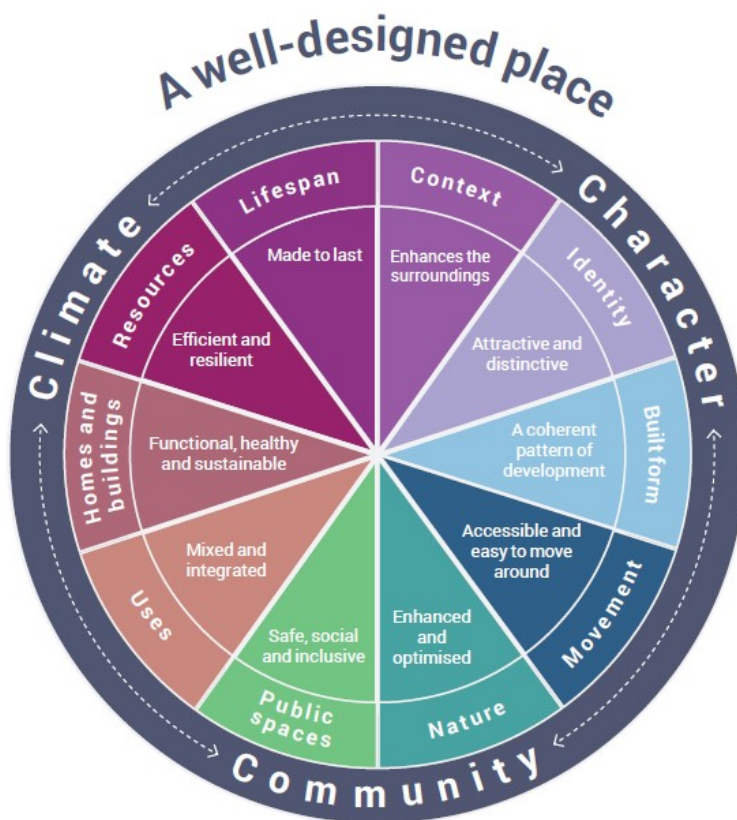 A well-designed place
Climate
Character
Community
Context
Enhances the
surroundings
Identity
Attractive and
distinctive
Built form
A coherent
pattern of
development
Movement
Accessible and
easy to move
around
Nature
Enhanced
and
optimised
Public
spaces
Safe, social
and inclusive
Uses
Mixed and
integrated
Homes and
buildings
Functional, healthy
and sustainable
Resources
Efficient and
resilient
Lifespan
Made to last